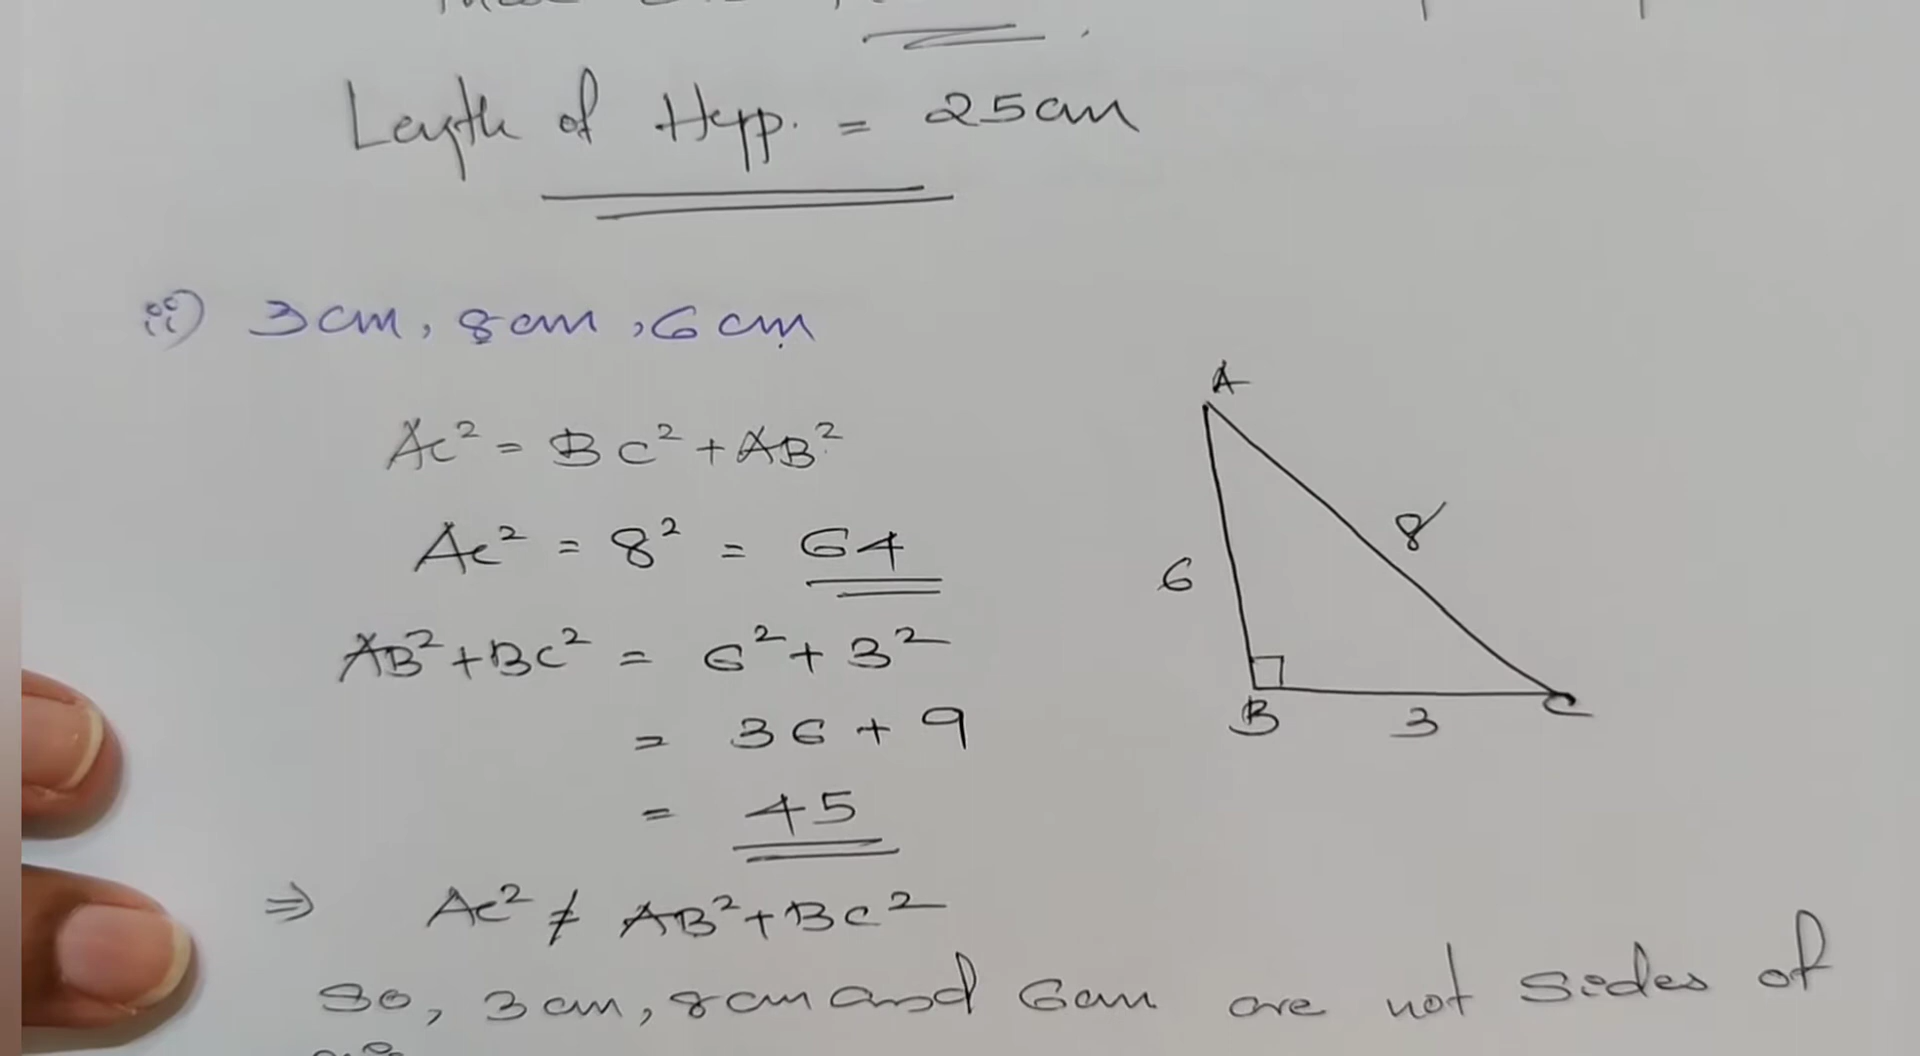 Length of Hyp. = 25cm
ii) 3cm, 8cm, 6cm
AC² = BC² + AB²
AC² = 8² = 64
AB² + BC² = 6² + 3²
= 36 + 9
= 45
⇒ AC² ≠ AB² + BC²
So, 3cm, 8cm and 6cm are not sides of
A
6
8
B
3
C